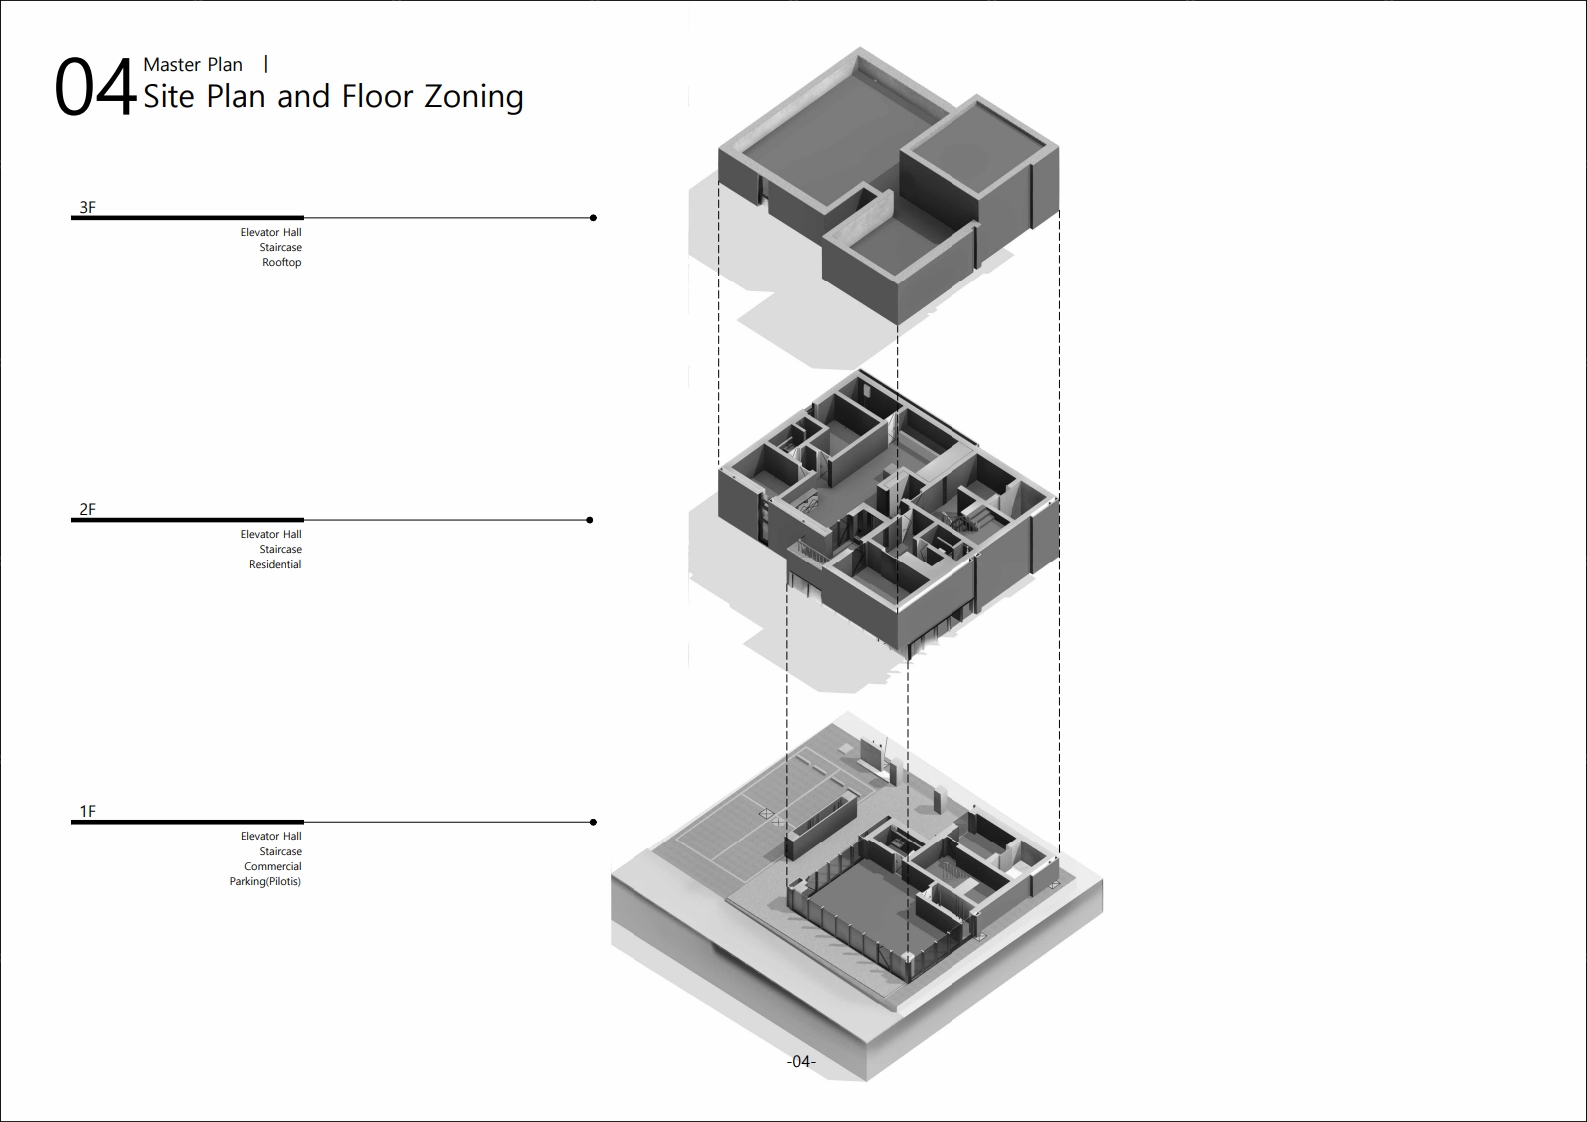 04
Master Plan |
Site Plan and Floor Zoning
3F
Elevator Hall
Staircase
Rooftop
2F
Elevator Hall
Staircase
Residential
1F
Elevator Hall
Staircase
Commercial
Parking(Pilotis)
-04-